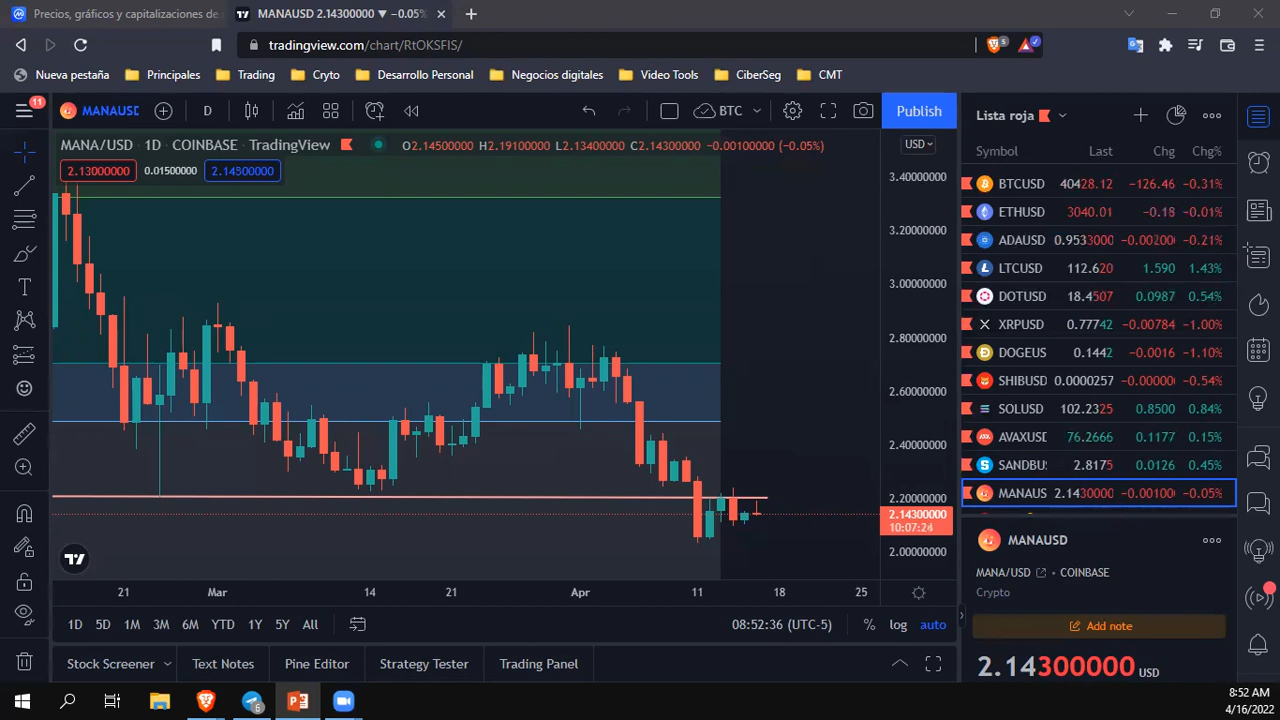 Precios, gráficos y capitalizaciones de
MANAUSD 2.14300000 ▼ −0.05%
tradingview.com/chart/RtOKSFIS/
5
Nueva pestaña Principales Trading Cryto Desarrollo Personal Negocios digitales Video Tools CiberSeg CMT
11
MANAUSD D BTC Publish
MANA/USD · 1D · COINBASE · TradingView O2.14500000 H2.19100000 L2.13400000 C2.14300000 −0.00100000 (−0.05%)
2.13000000 0.01500000 2.14500000
USD
3.40000000
3.20000000
3.00000000
2.80000000
2.60000000
2.40000000
2.20000000
2.14300000
10:07:24
2.00000000
21 Mar 14 21 Apr 11 18 25
1D 5D 1M 3M 6M YTD 1Y 5Y All
08:52:36 (UTC-5) % log auto
Stock Screener Text Notes Pine Editor Strategy Tester Trading Panel
Lista roja
Symbol Last Chg Chg%
BTCUSD 40428.12 −126.46 −0.31%
ETHUSD 3040.01 −0.18 −0.01%
ADAUSD 0.9533000 −0.002000 −0.21%
LTCUSD 112.620 1.590 1.43%
DOTUSD 18.4507 0.0987 0.54%
XRPUSD 0.77742 −0.00784 −1.00%
DOGEUS 0.1442 −0.0016 −1.10%
SHIBUSD 0.0000257 −0.00000 −0.54%
SOLUSD 102.2325 0.8500 0.84%
AVAXUSD 76.2666 0.1177 0.15%
SANDBUS 2.8175 0.0126 0.45%
MANAUS 2.1430000 −0.00100 −0.05%
MANAUSD
MANA/USD • COINBASE
Crypto
Add note
2.14300000 USD
6
8:52 AM
4/16/2022